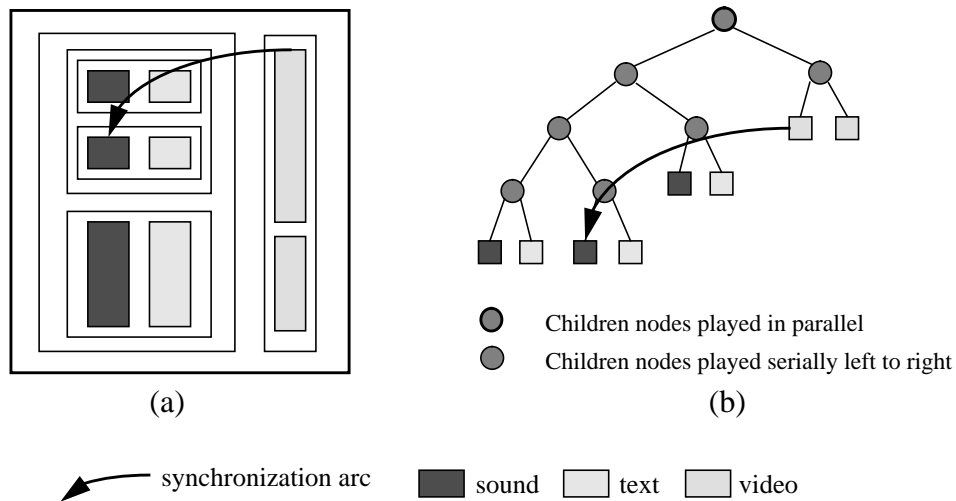 Children nodes played in parallel
Children nodes played serially left to right
(a)
(b)
synchronization arc
sound
text
video